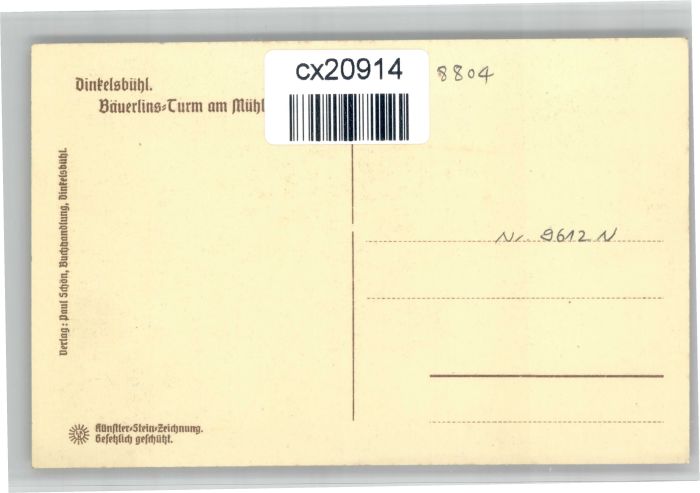 cx20914
8804
Dinkelsbühl.
Bäuerlins-Turm am Mühl
Verlag: Paul Schön, Buchhandlung, Dinkelsbühl.
Nr. 9612 N
Künstler-Stein-Zeichnung.
Gesetzlich geschützt.